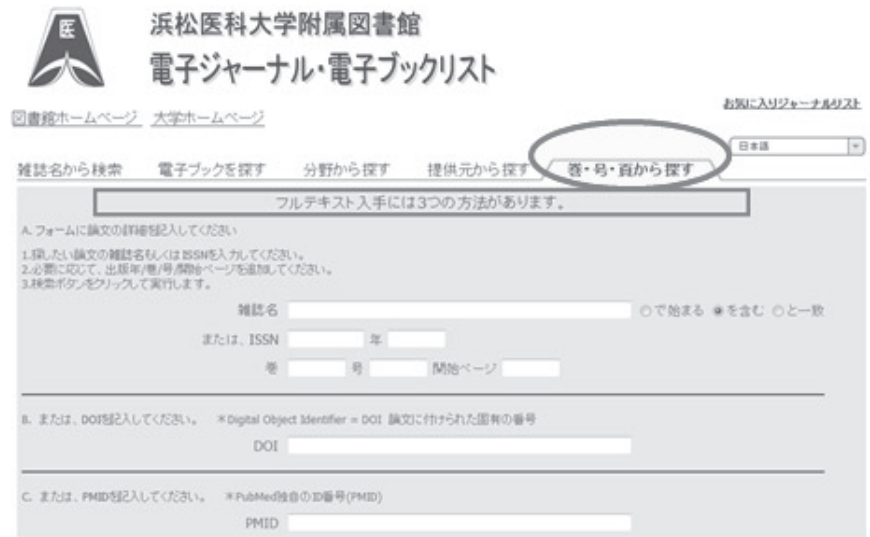 医
浜松医科大学附属図書館
電子ジャーナル・電子ブックリスト
お気に入りジャーナルリスト
図書館ホームページ 大学ホームページ
日本語
雑誌名から検索 電子ブックを探す 分野から探す 提供元から探す 巻・号・頁から探す
フルテキスト入手には3つの方法があります。
A. フォームに論文の詳細を記入してください
1.探したい論文の雑誌名もしくはISSNを入力してください。
2.必要に応じて、出版年/巻/号/開始ページを追加してください。
3.検索ボタンをクリックして実行します。
雑誌名 で始まる を含む と一致
または、ISSN 年
巻 号 開始ページ
B. または、DOIを記入してください。 *Digital Object Identifier = DOI 論文に付けられた固有の番号
DOI
C. または、PMIDを記入してください。 *PubMed独自のID番号(PMID)
PMID